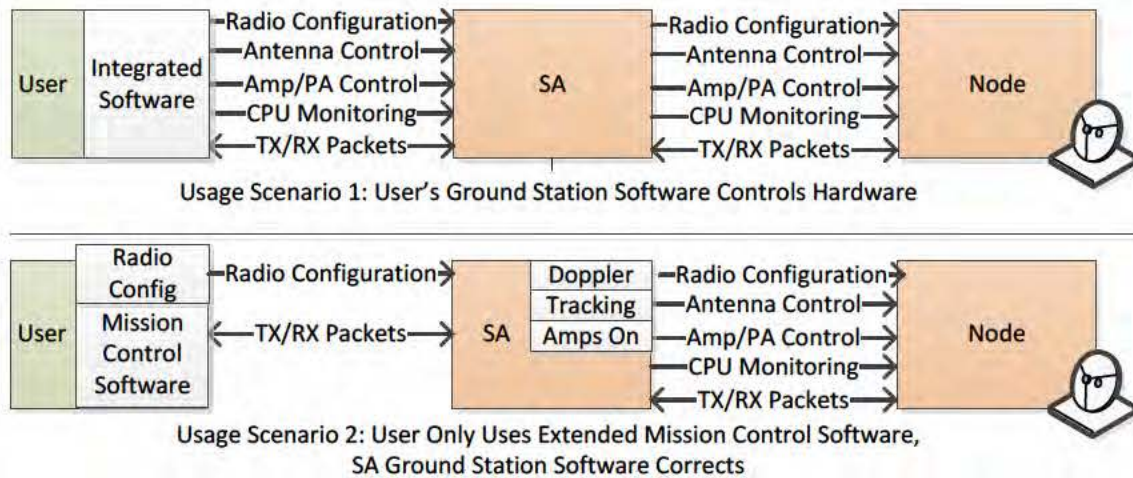 User
Integrated
Software
Radio Configuration
Antenna Control
Amp/PA Control
CPU Monitoring
TX/RX Packets
SA
Radio Configuration
Antenna Control
Amp/PA Control
CPU Monitoring
TX/RX Packets
Node
Usage Scenario 1: User's Ground Station Software Controls Hardware
User
Radio
Config
Mission
Control
Software
Radio Configuration
TX/RX Packets
SA
Doppler
Tracking
Amps On
Radio Configuration
Antenna Control
Amp/PA Control
CPU Monitoring
TX/RX Packets
Node
Usage Scenario 2: User Only Uses Extended Mission Control Software,
SA Ground Station Software Corrects